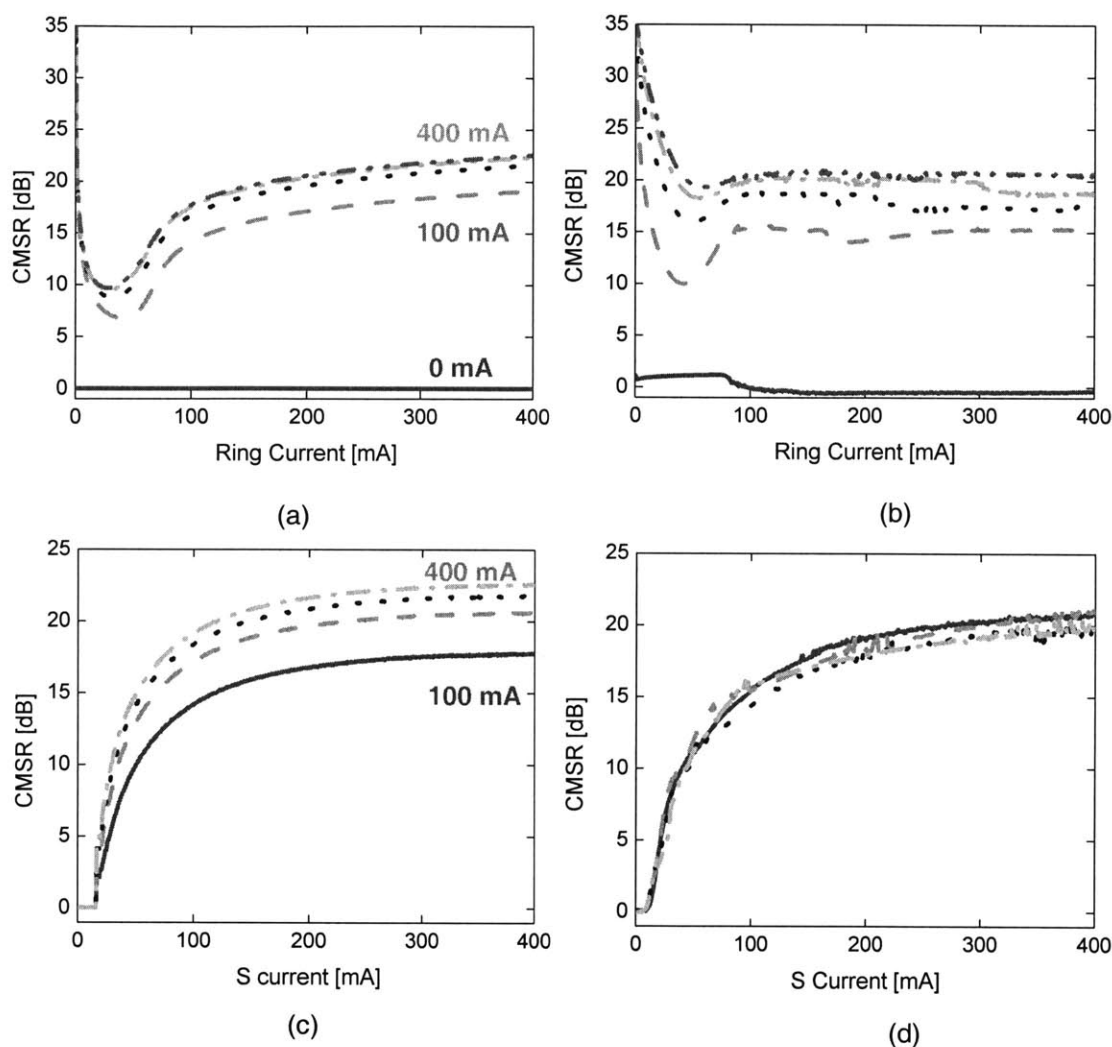 35
30
25
20
15
10
5
0
CMSR [dB]
400 mA
100 mA
0 mA
0 100 200 300 400
Ring Current [mA]
(a)
35
30
25
20
15
10
5
0
CMSR [dB]
0 100 200 300 400
Ring Current [mA]
(b)
25
20
15
10
5
0
CMSR [dB]
400 mA
100 mA
0 100 200 300 400
S current [mA]
(c)
25
20
15
10
5
0
CMSR [dB]
0 100 200 300 400
S Current [mA]
(d)